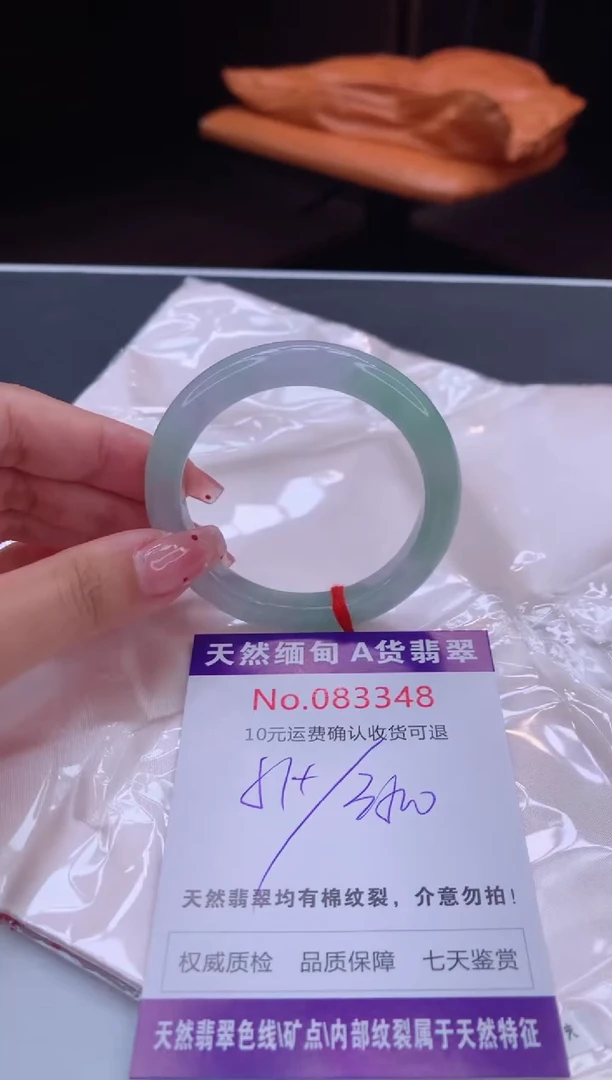 天然缅甸 A货翡翠
No.083348
10元运费确认收货可退
天然翡翠均有棉纹裂，介意勿拍！
权威质检 品质保障 七天鉴赏
天然翡翠色线\矿点\内部纹裂属于天然特征